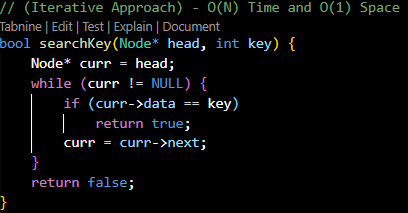 // (Iterative Approach) - O(N) Time and O(1) Space
Tabnine | Edit | Test | Explain | Document
bool searchKey(Node* head, int key) {
    Node* curr = head;
    while (curr != NULL) {
        if (curr->data == key)
            return true;
        curr = curr->next;
    }
    return false;
}